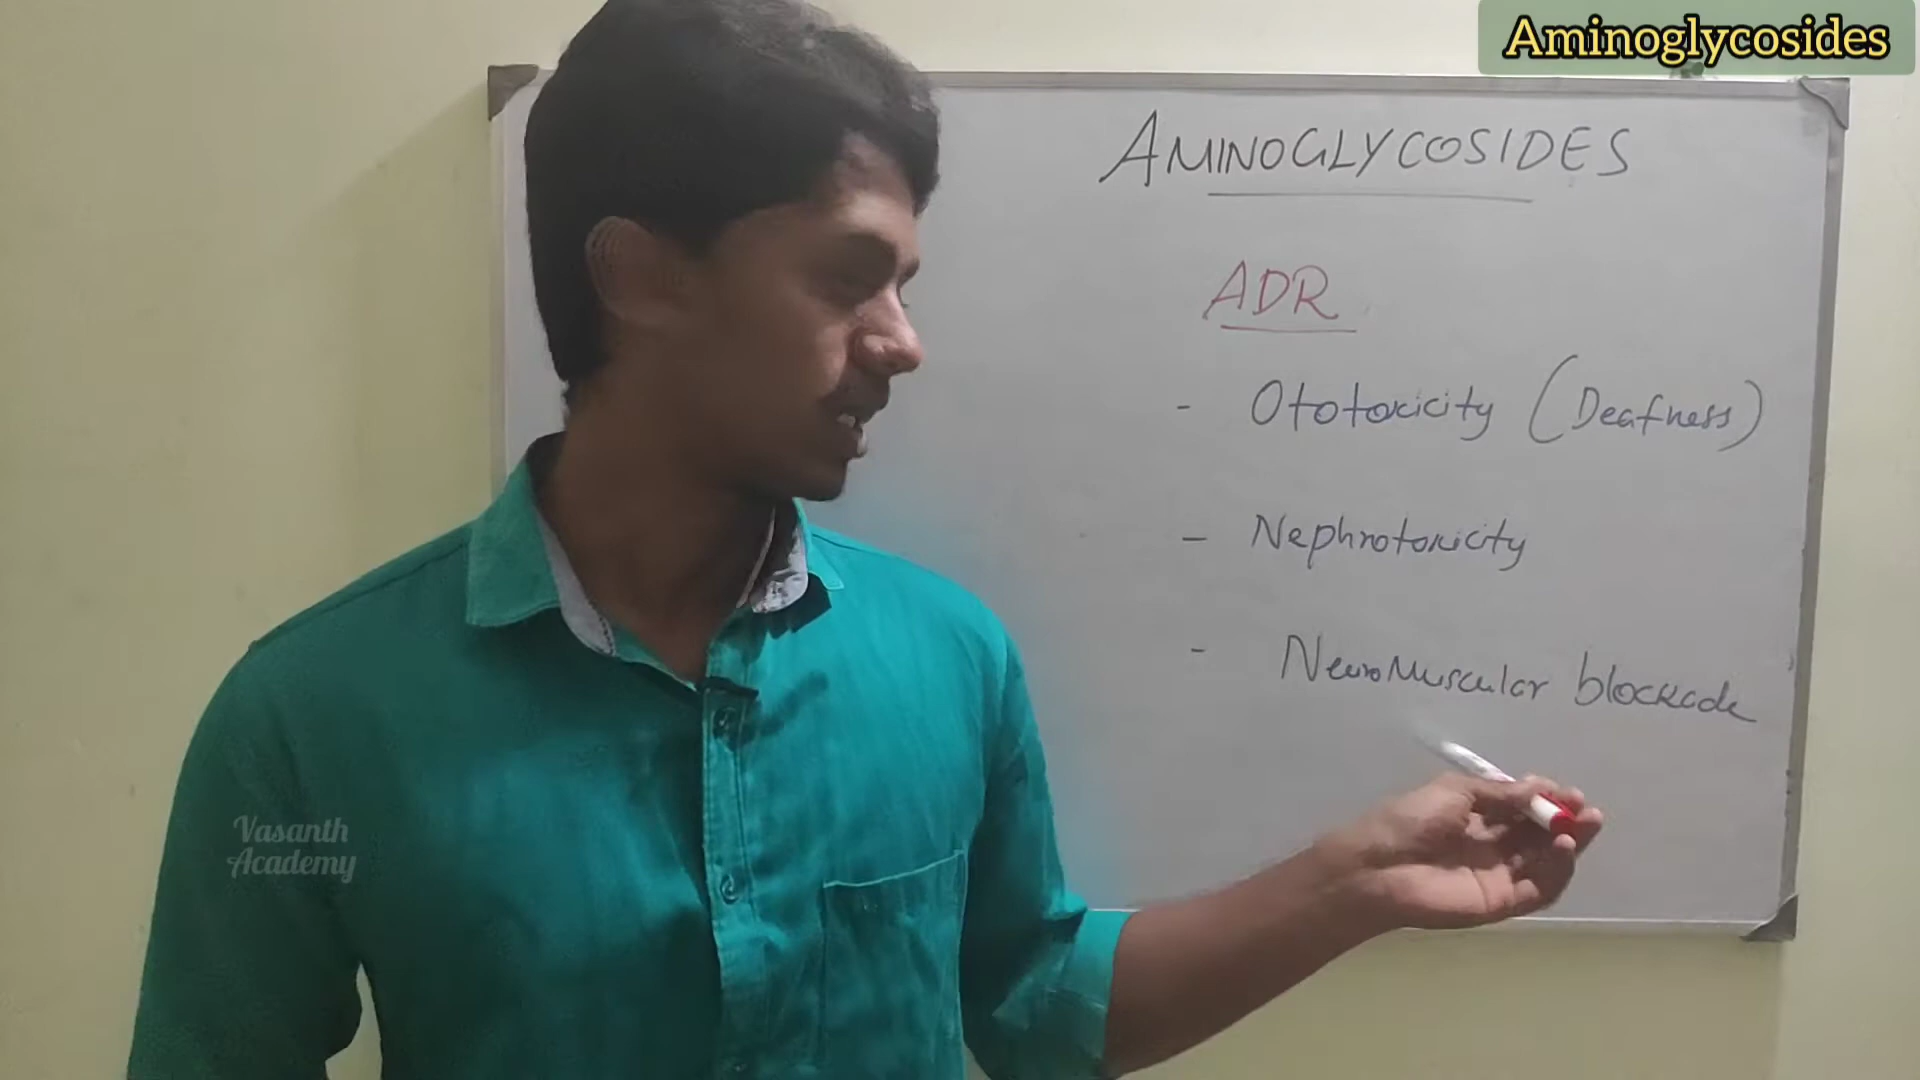 Aminoglycosides
AMINOGLYCOSIDES
ADR
- Ototoxicity (Deafness)
- Nephrotoxicity
- NeuroMuscular blockade
Vasanth
Academy